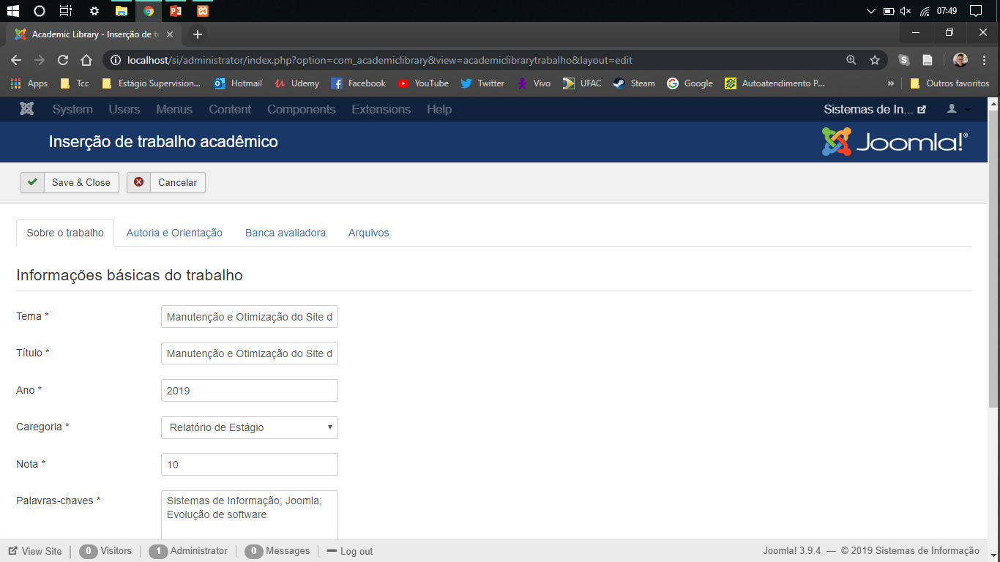 07:49
Academic Library - Inserção de tr
localhost/si/administrator/index.php?option=com_academiclibrary&view=academiclibrarytrabalho&layout=edit
Apps Tcc Estágio Supervision... Hotmail Udemy Facebook YouTube Twitter Vivo UFAC Steam Google Autoatendimento P... » Outros favoritos
System Users Menus Content Components Extensions Help Sistemas de In...
Inserção de trabalho acadêmico Joomla!®
Save & Close Cancelar
Sobre o trabalho Autoria e Orientação Banca avaliadora Arquivos
Informações básicas do trabalho
Tema * Manutenção e Otimização do Site d
Título * Manutenção e Otimização do Site d
Ano * 2019
Caregoria * Relatório de Estágio
Nota * 10
Palavras-chaves * Sistemas de Informação; Joomla;
Evolução de software
View Site 0 Visitors 1 Administrator 0 Messages Log out Joomla! 3.9.4 — © 2019 Sistemas de Informação